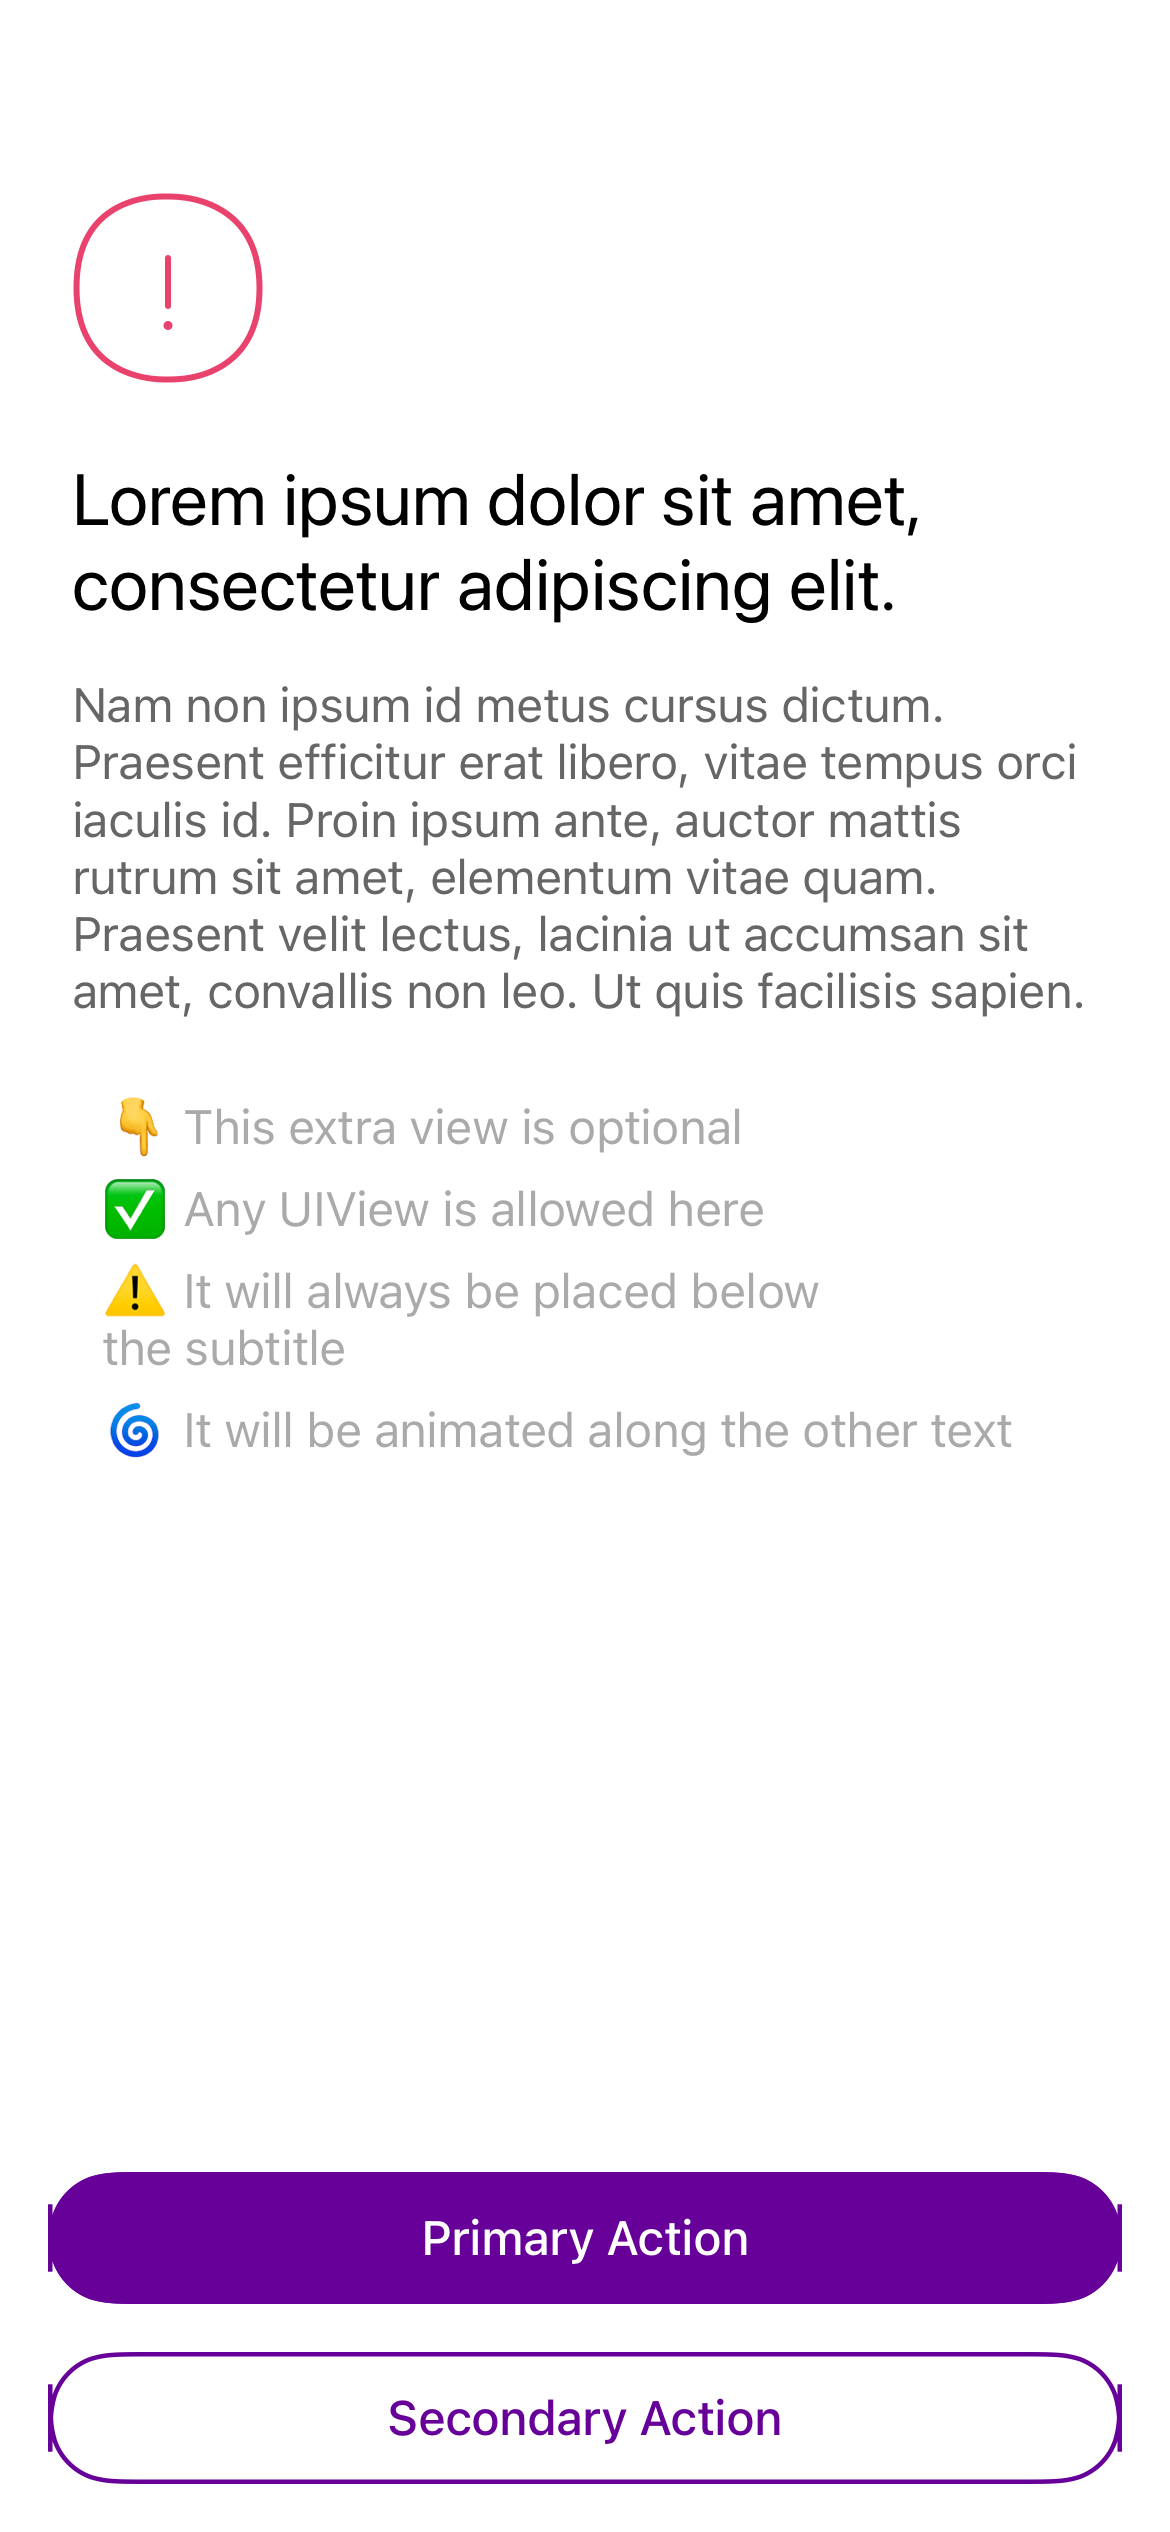 Lorem ipsum dolor sit amet,
consectetur adipiscing elit.
Nam non ipsum id metus cursus dictum.
Praesent efficitur erat libero, vitae tempus orci
iaculis id. Proin ipsum ante, auctor mattis
rutrum sit amet, elementum vitae quam.
Praesent velit lectus, lacinia ut accumsan sit
amet, convallis non leo. Ut quis facilisis sapien.
👇 This extra view is optional
✅ Any UIView is allowed here
⚠️ It will always be placed below
the subtitle
🌀 It will be animated along the other text
Primary Action
Secondary Action